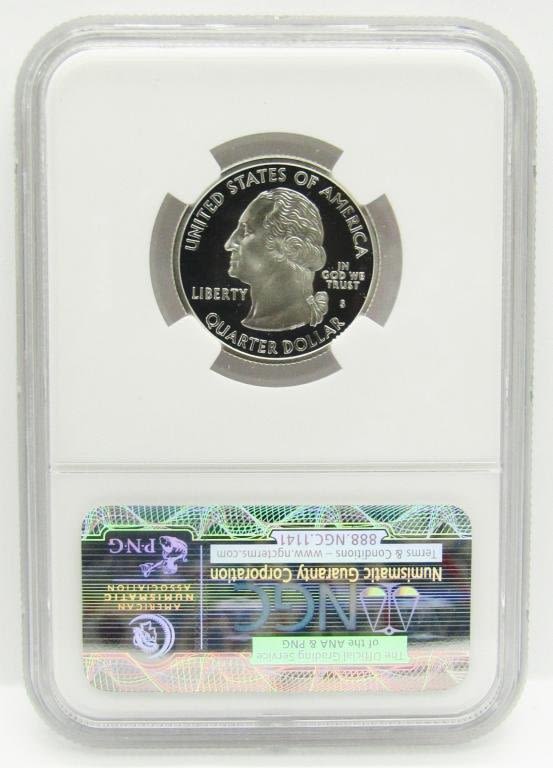 UNITED STATES OF AMERICA
LIBERTY
IN
GOD WE
TRUST
S
QUARTER DOLLAR
The Official Grading Service
of the ANA & PNG
NGC
Numismatic Guaranty Corporation
Terms & Conditions – www.ngcterms.com
888.NGC.1141
AMERICAN
NUMISMATIC
ASSOCIATION
P·N·G